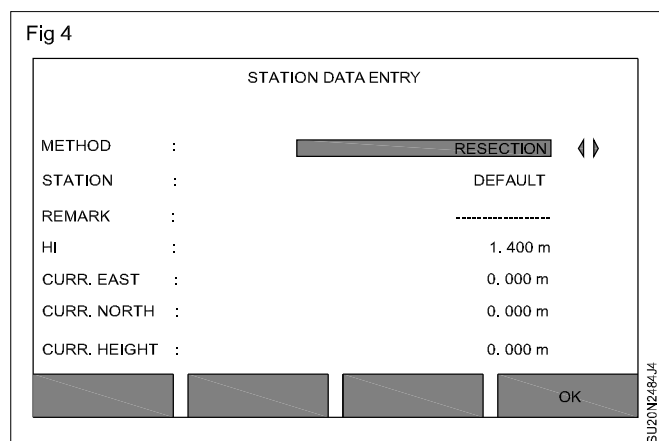 Fig 4
STATION DATA ENTRY
METHOD : RESECTION
STATION : DEFAULT
REMARK : -----------------
HI : 1. 400 m
CURR. EAST : 0. 000 m
CURR. NORTH : 0. 000 m
CURR. HEIGHT : 0. 000 m
OK
SU20N2484J4